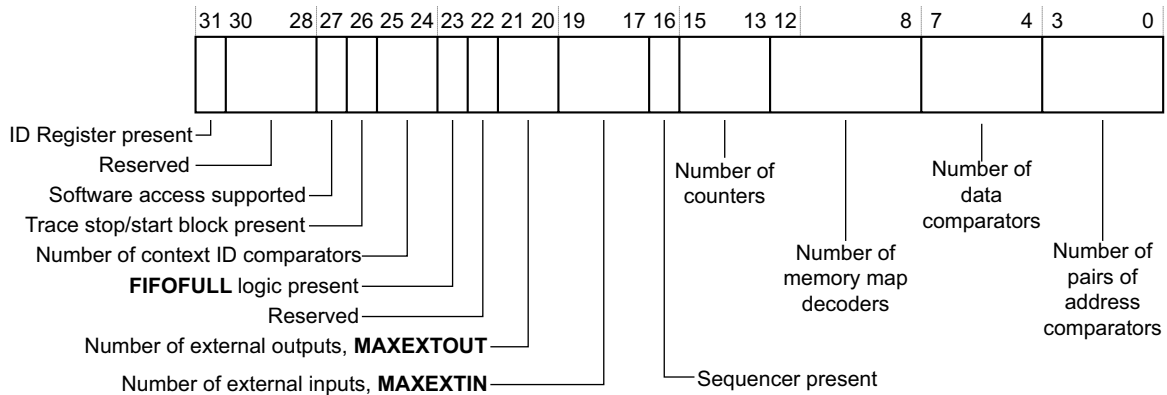 31 30 28 27 26 25 24 23 22 21 20 19 17 16 15 13 12 8 7 4 3 0
ID Register present
Reserved
Software access supported
Trace stop/start block present
Number of context ID comparators
FIFOFULL logic present
Reserved
Number of external outputs, MAXEXTOUT
Number of external inputs, MAXEXTIN
Sequencer present
Number of
counters
Number of
memory map
decoders
Number of
data
comparators
Number of
pairs of
address
comparators